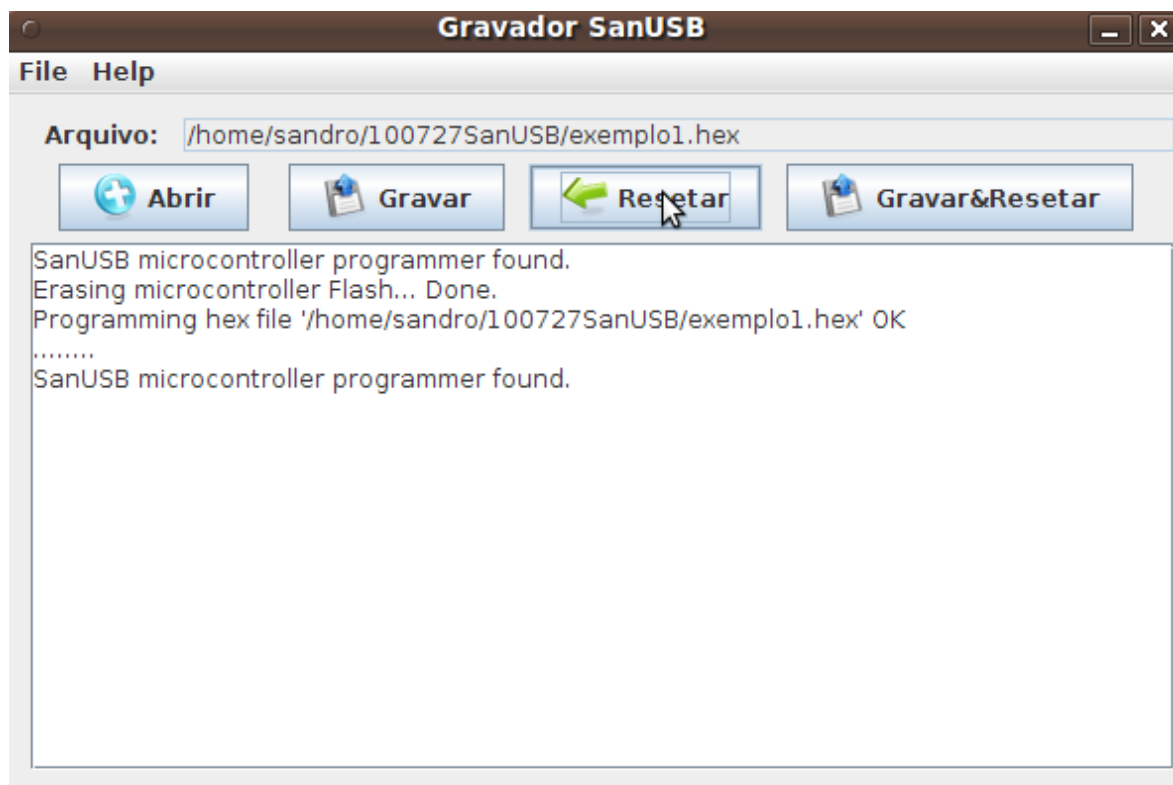 Gravador SanUSB
File Help
Arquivo: /home/sandro/100727SanUSB/exemplo1.hex
Abrir Gravar Resetar Gravar&Resetar
SanUSB microcontroller programmer found.
Erasing microcontroller Flash... Done.
Programming hex file '/home/sandro/100727SanUSB/exemplo1.hex' OK
........
SanUSB microcontroller programmer found.